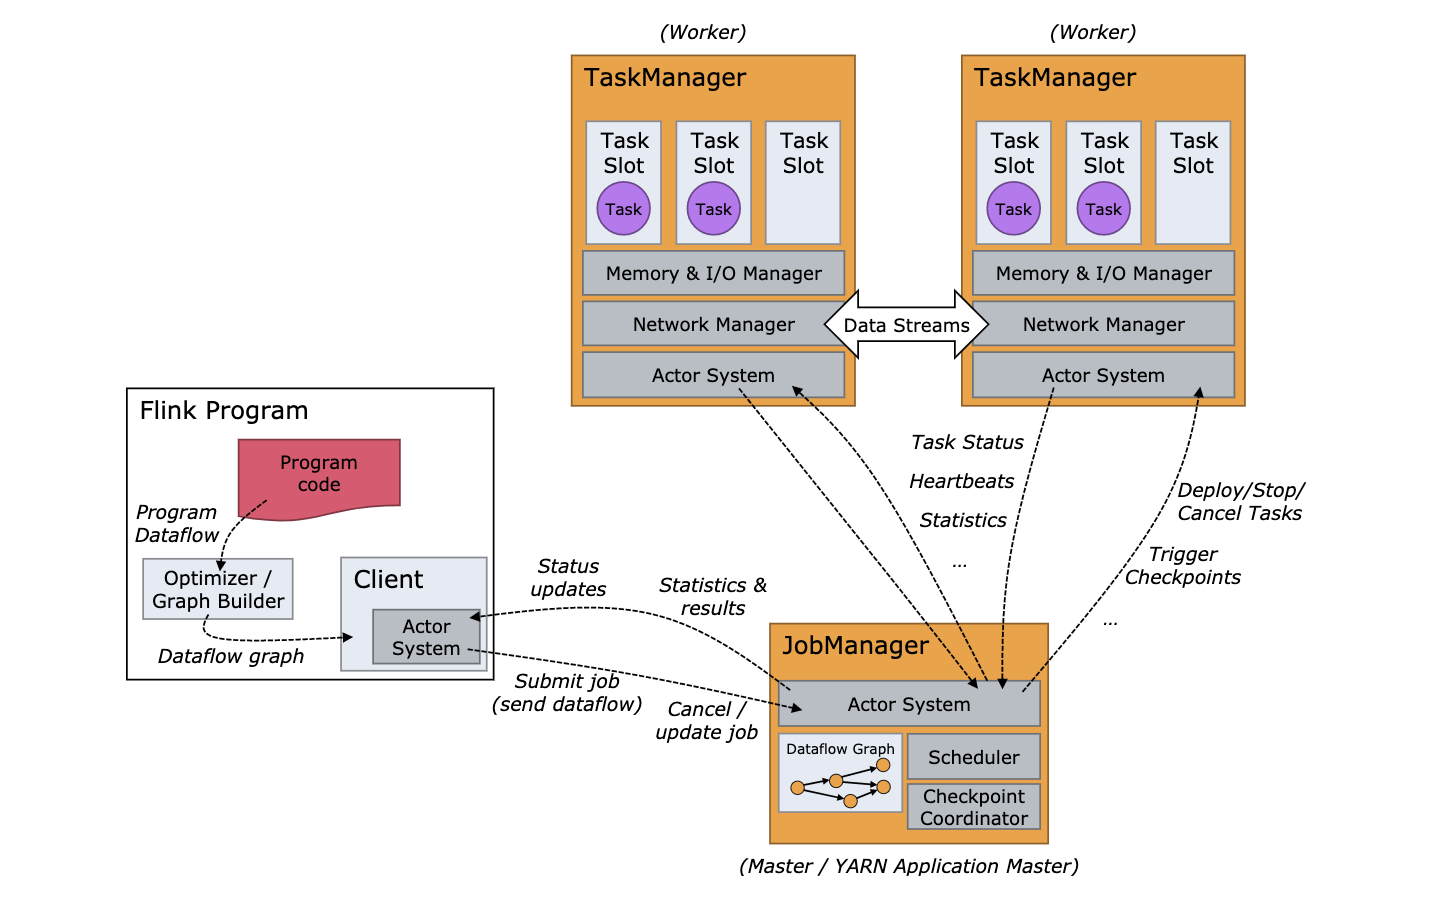 (Worker)
(Worker)
TaskManager
Task
Slot
Task
Task
Slot
Task
Task
Slot
Memory & I/O Manager
Network Manager
Actor System
TaskManager
Task
Slot
Task
Task
Slot
Task
Task
Slot
Memory & I/O Manager
Network Manager
Actor System
Data Streams
Flink Program
Program
code
Program
Dataflow
Optimizer /
Graph Builder
Dataflow graph
Client
Actor
System
Status
updates
Statistics &
results
Submit job
(send dataflow)
Cancel /
update job
Task Status
Heartbeats
Statistics
...
Deploy/Stop/
Cancel Tasks
Trigger
Checkpoints
...
JobManager
Actor System
Dataflow Graph
Scheduler
Checkpoint
Coordinator
(Master / YARN Application Master)